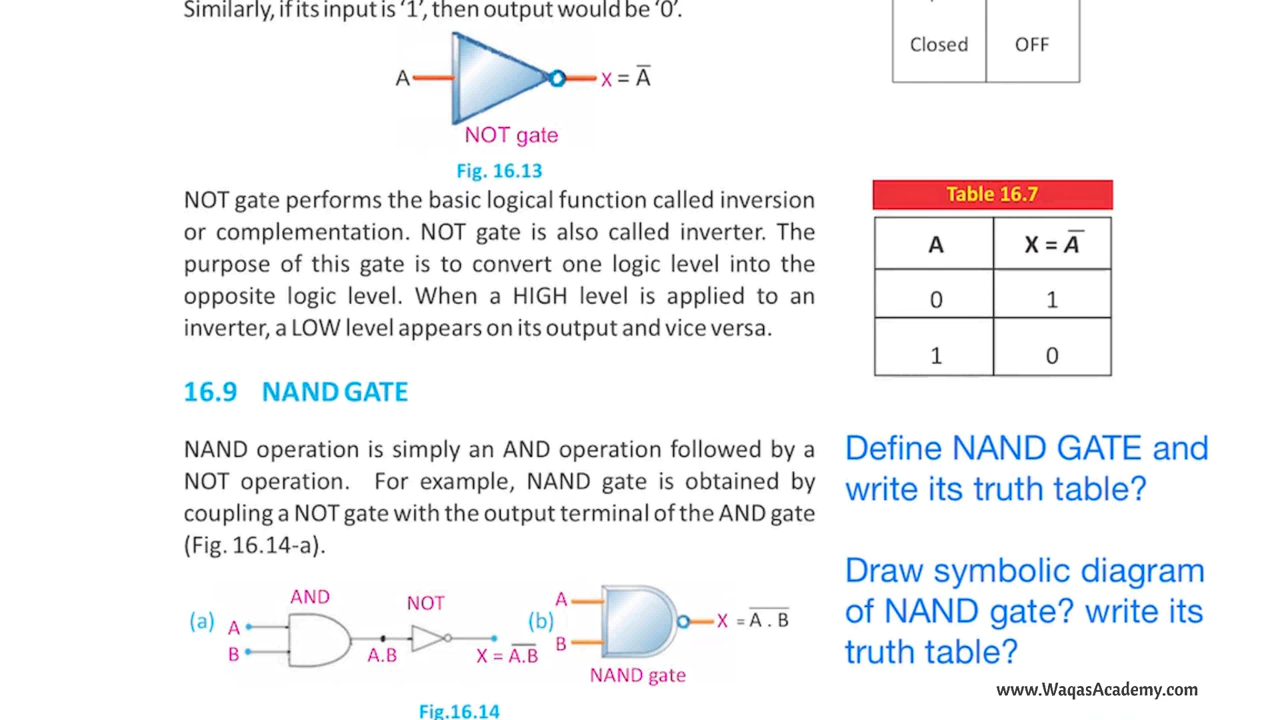 Similarly, if its input is ‘1’, then output would be ‘0’.
Closed OFF
A X = A̅
NOT gate
Fig. 16.13
NOT gate performs the basic logical function called inversion
or complementation. NOT gate is also called inverter. The
purpose of this gate is to convert one logic level into the
opposite logic level. When a HIGH level is applied to an
inverter, a LOW level appears on its output and vice versa.
Table 16.7
A X = A̅
0 1
1 0
16.9 NAND GATE
NAND operation is simply an AND operation followed by a
NOT operation. For example, NAND gate is obtained by
coupling a NOT gate with the output terminal of the AND gate
(Fig. 16.14-a).
Define NAND GATE and
write its truth table?
Draw symbolic diagram
of NAND gate? write its
truth table?
(a) A B AND A.B NOT X = A̅.̅B̅
(b) A B X = A̅ ̅.̅ ̅B̅
NAND gate
Fig.16.14
www.WaqasAcademy.com